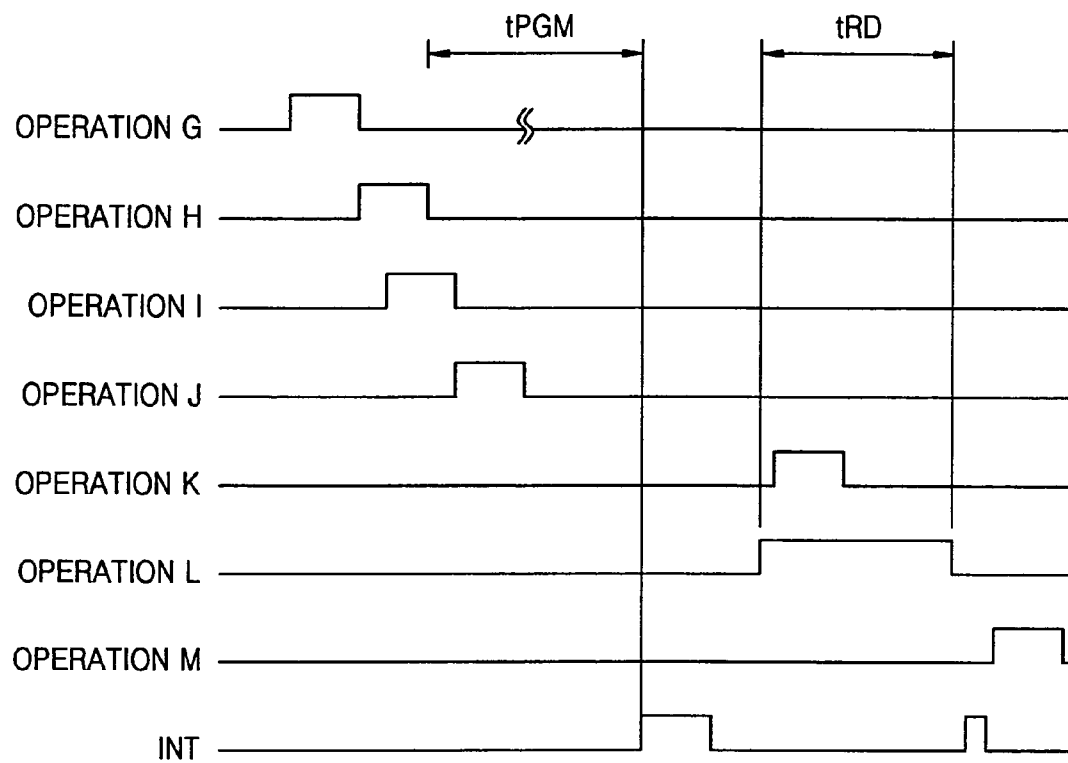 tPGM
tRD
OPERATION G
OPERATION H
OPERATION I
OPERATION J
OPERATION K
OPERATION L
OPERATION M
INT